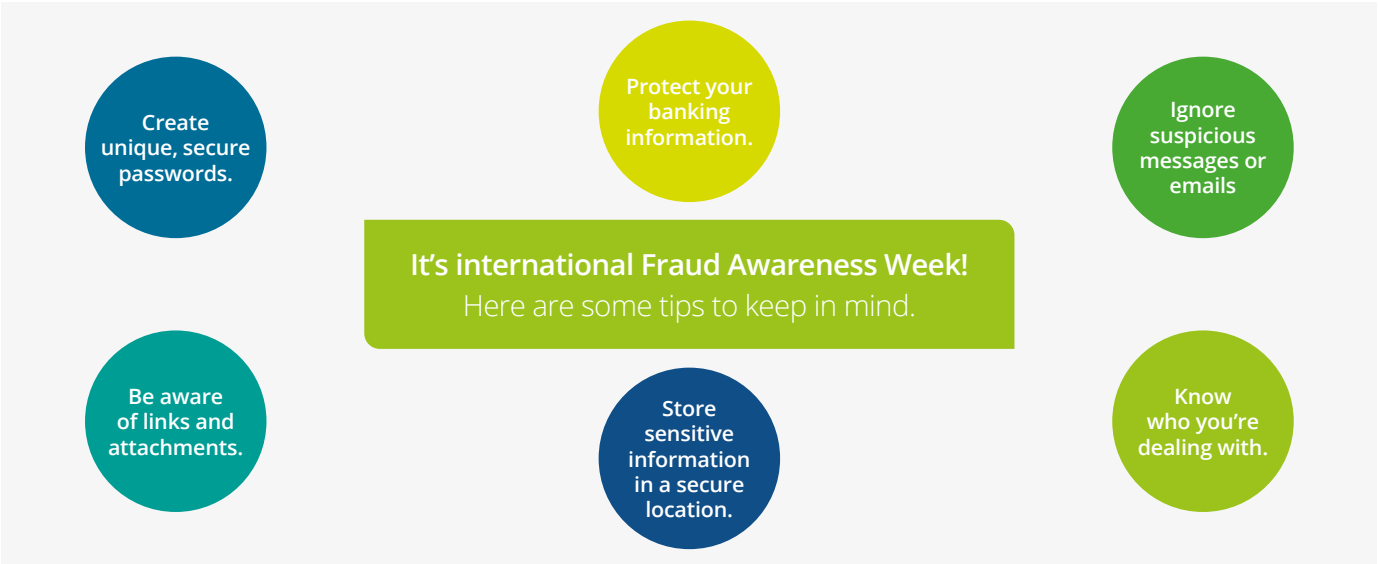 Create
unique, secure
passwords.
Protect your
banking
information.
Ignore
suspicious
messages or
emails
It's international Fraud Awareness Week!
Here are some tips to keep in mind.
Be aware
of links and
attachments.
Store
sensitive
information
in a secure
location.
Know
who you're
dealing with.